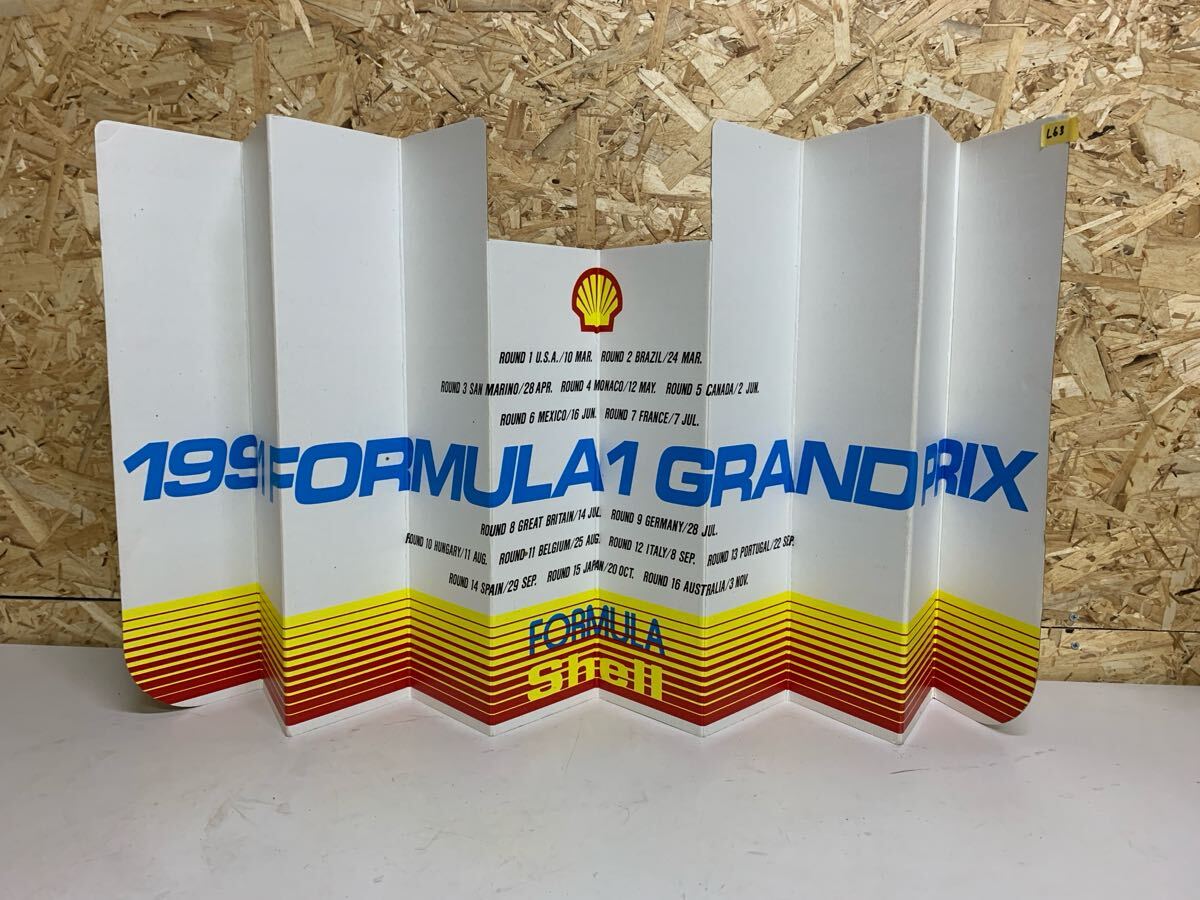 L63
ROUND 1 U.S.A./10 MAR. ROUND 2 BRAZIL/24 MAR.
ROUND 3 SAN MARINO/28 APR. ROUND 4 MONACO/12 MAY. ROUND 5 CANADA/2 JUN.
ROUND 6 MEXICO/16 JUN. ROUND 7 FRANCE/7 JUL.
1991 FORMULA 1 GRAND PRIX
ROUND 8 GREAT BRITAIN/14 JUL. ROUND 9 GERMANY/28 JUL.
ROUND 10 HUNGARY/11 AUG. ROUND 11 BELGIUM/25 AUG. ROUND 12 ITALY/8 SEP. ROUND 13 PORTUGAL/22 SEP.
ROUND 14 SPAIN/29 SEP. ROUND 15 JAPAN/20 OCT. ROUND 16 AUSTRALIA/3 NOV.
FORMULA
Shell